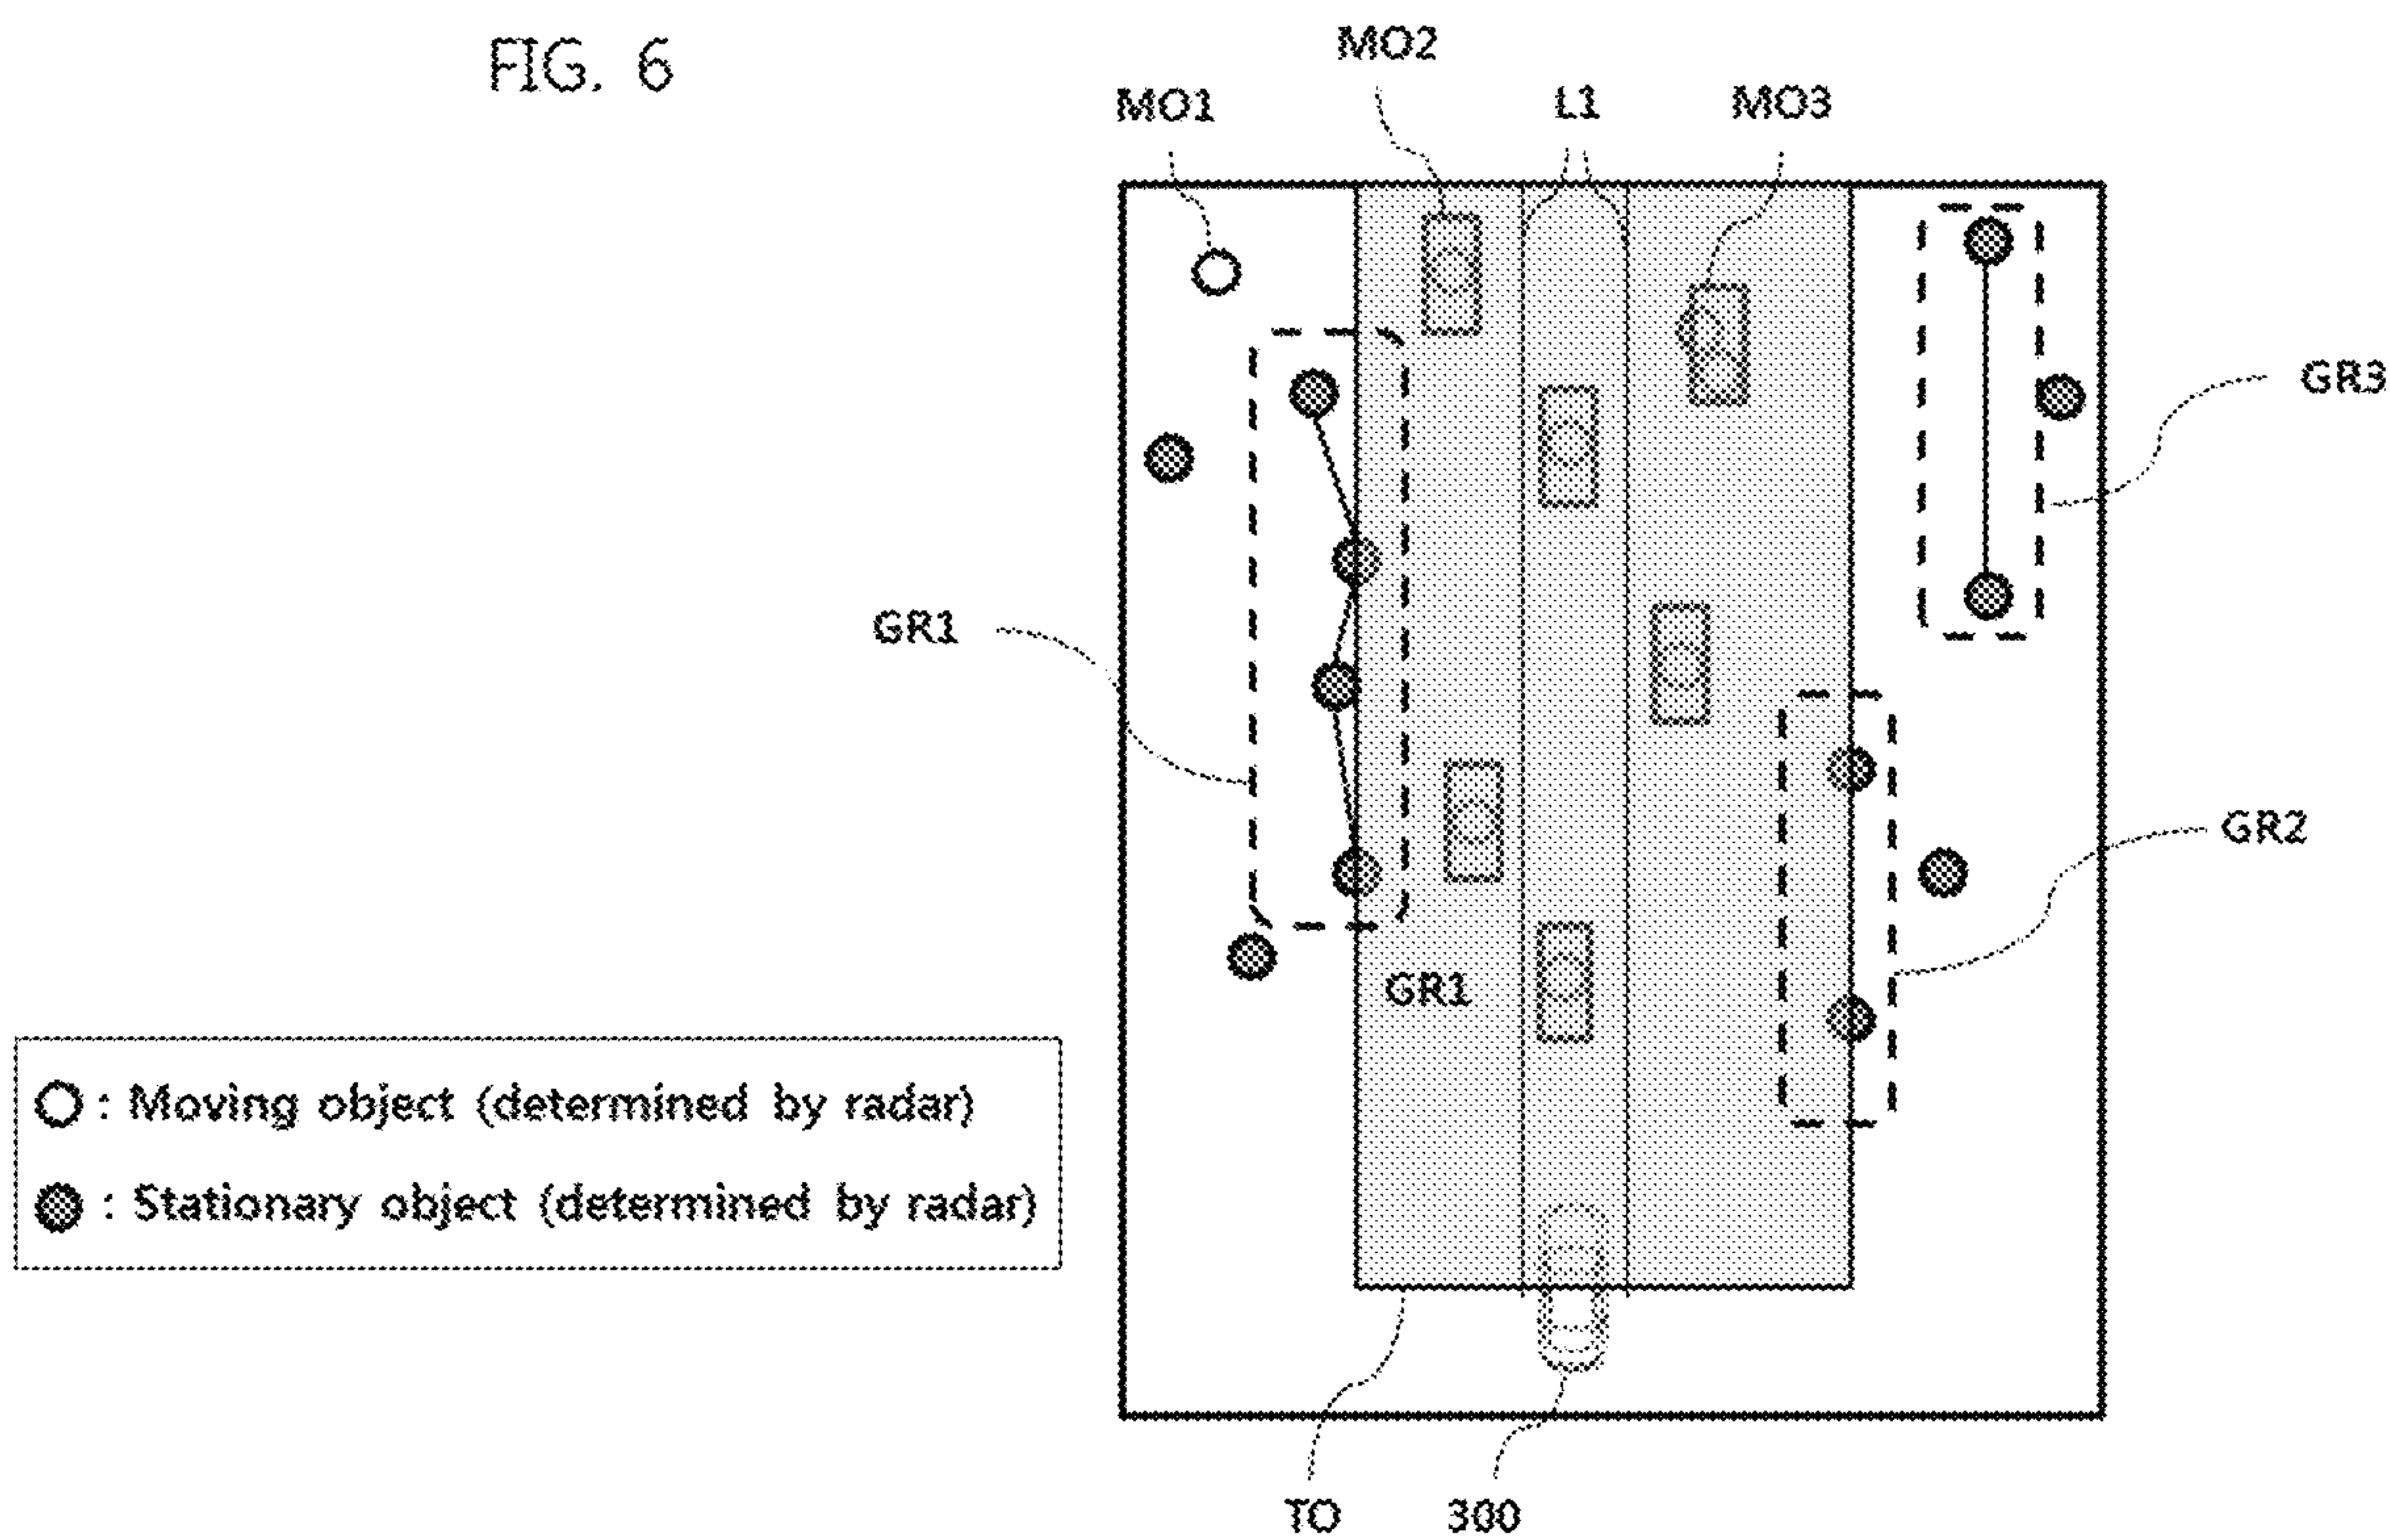 FIG. 6
MO2
MO1
L1
MO3
GR3
GR1
GR2
GR1
: Moving object (determined by radar)
: Stationary object (determined by radar)
TO
300